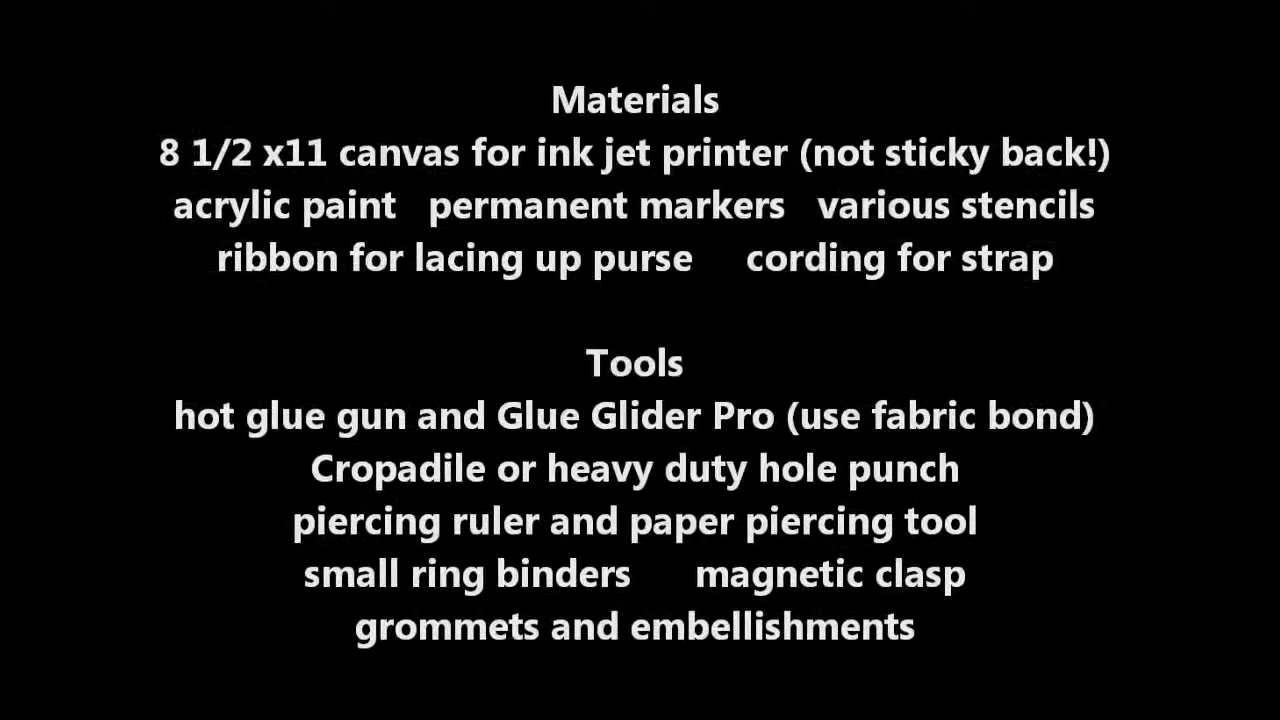 Materials
8 1/2 x11 canvas for ink jet printer (not sticky back!)
acrylic paint permanent markers various stencils
ribbon for lacing up purse cording for strap
Tools
hot glue gun and Glue Glider Pro (use fabric bond)
Cropadile or heavy duty hole punch
piercing ruler and paper piercing tool
small ring binders magnetic clasp
grommets and embellishments